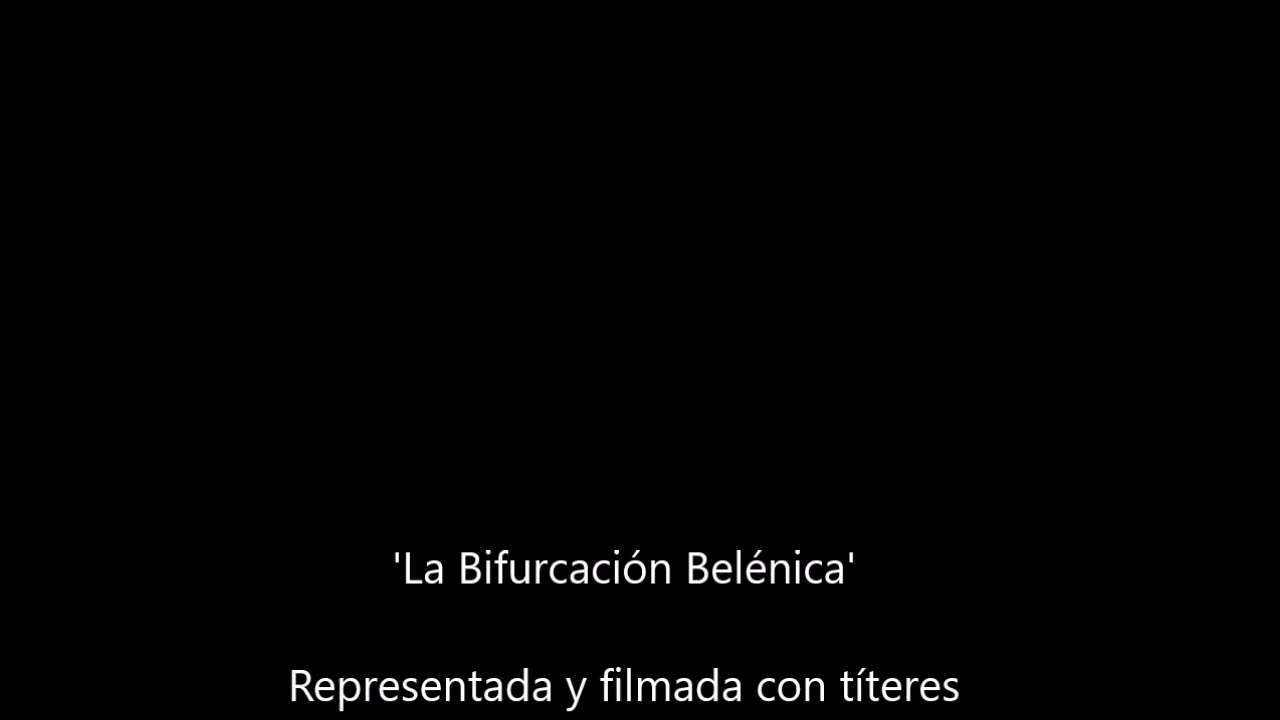 'La Bifurcación Belénica'
Representada y filmada con títeres